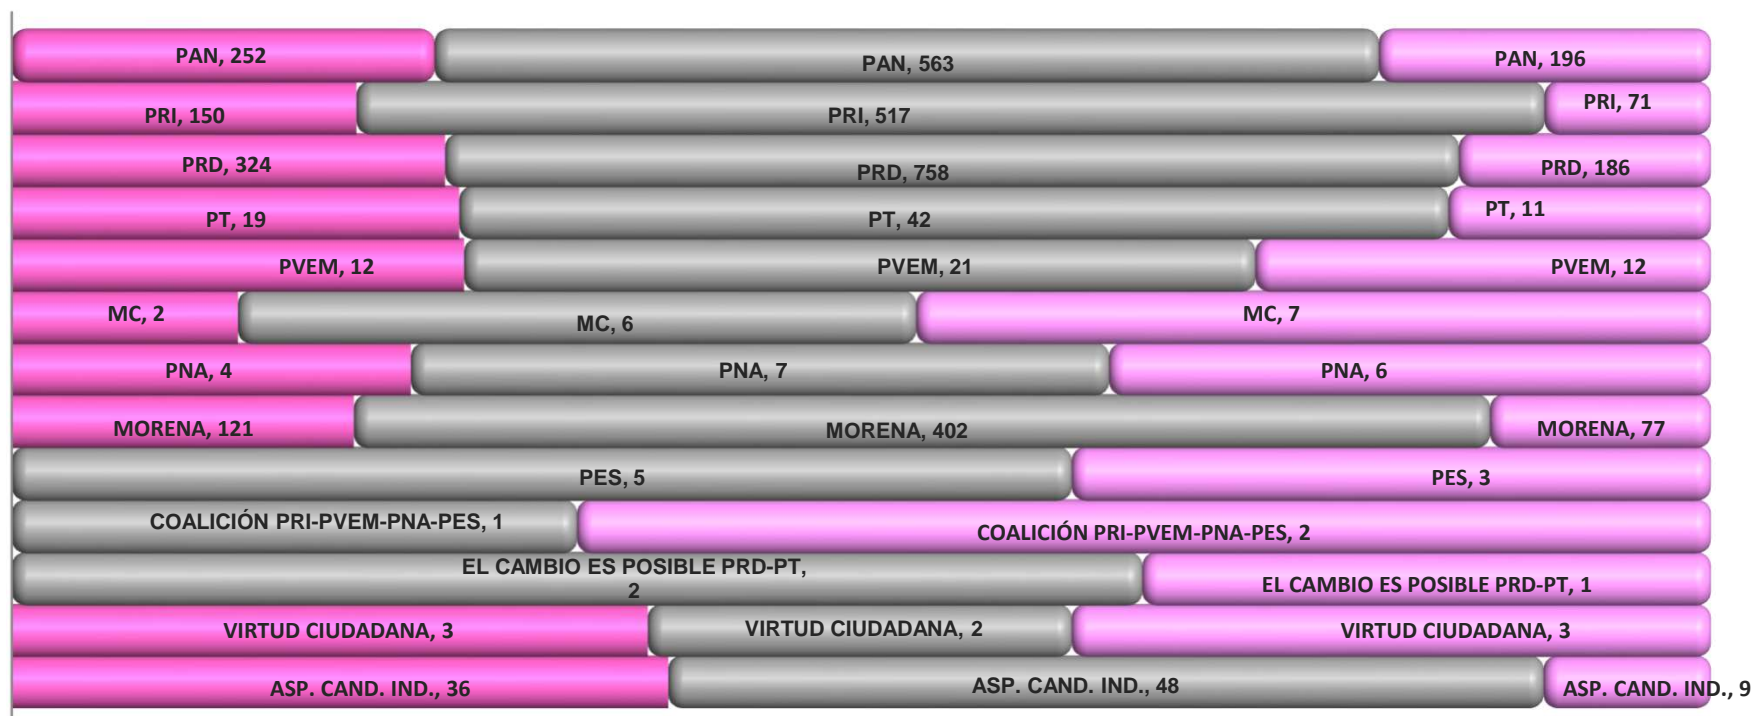 PAN, 252
PAN, 563
PAN, 196
PRI, 150
PRI, 517
PRI, 71
PRD, 324
PRD, 758
PRD, 186
PT, 19
PT, 42
PT, 11
PVEM, 12
PVEM, 21
PVEM, 12
MC, 2
MC, 6
MC, 7
PNA, 4
PNA, 7
PNA, 6
MORENA, 121
MORENA, 402
MORENA, 77
PES, 5
PES, 3
COALICIÓN PRI-PVEM-PNA-PES, 1
COALICIÓN PRI-PVEM-PNA-PES, 2
EL CAMBIO ES POSIBLE PRD-PT,
2
EL CAMBIO ES POSIBLE PRD-PT, 1
VIRTUD CIUDADANA, 3
VIRTUD CIUDADANA, 2
VIRTUD CIUDADANA, 3
ASP. CAND. IND., 36
ASP. CAND. IND., 48
ASP. CAND. IND., 9